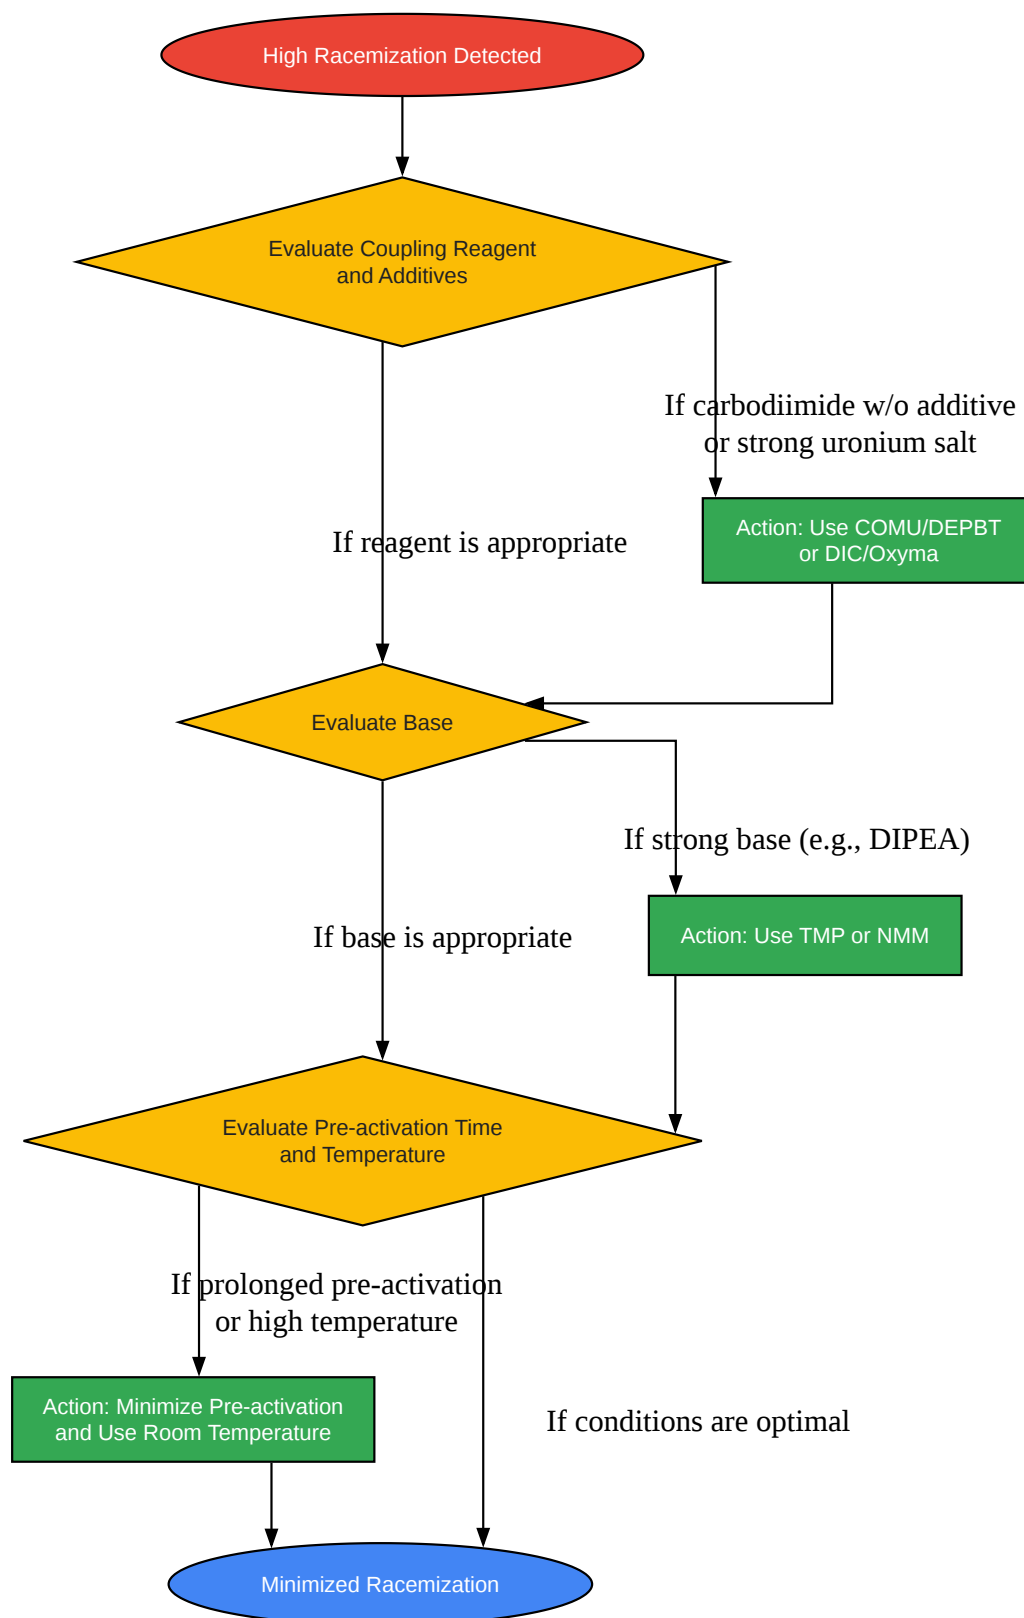 High Racemization Detected
Evaluate Coupling Reagent
and Additives
If carbodiimide w/o additive
or strong uronium salt
Action: Use COMU/DEPBT
or DIC/Oxyma
If reagent is appropriate
Evaluate Base
If strong base (e.g., DIPEA)
Action: Use TMP or NMM
If base is appropriate
Evaluate Pre-activation Time
and Temperature
If prolonged pre-activation
or high temperature
Action: Minimize Pre-activation
and Use Room Temperature
If conditions are optimal
Minimized Racemization